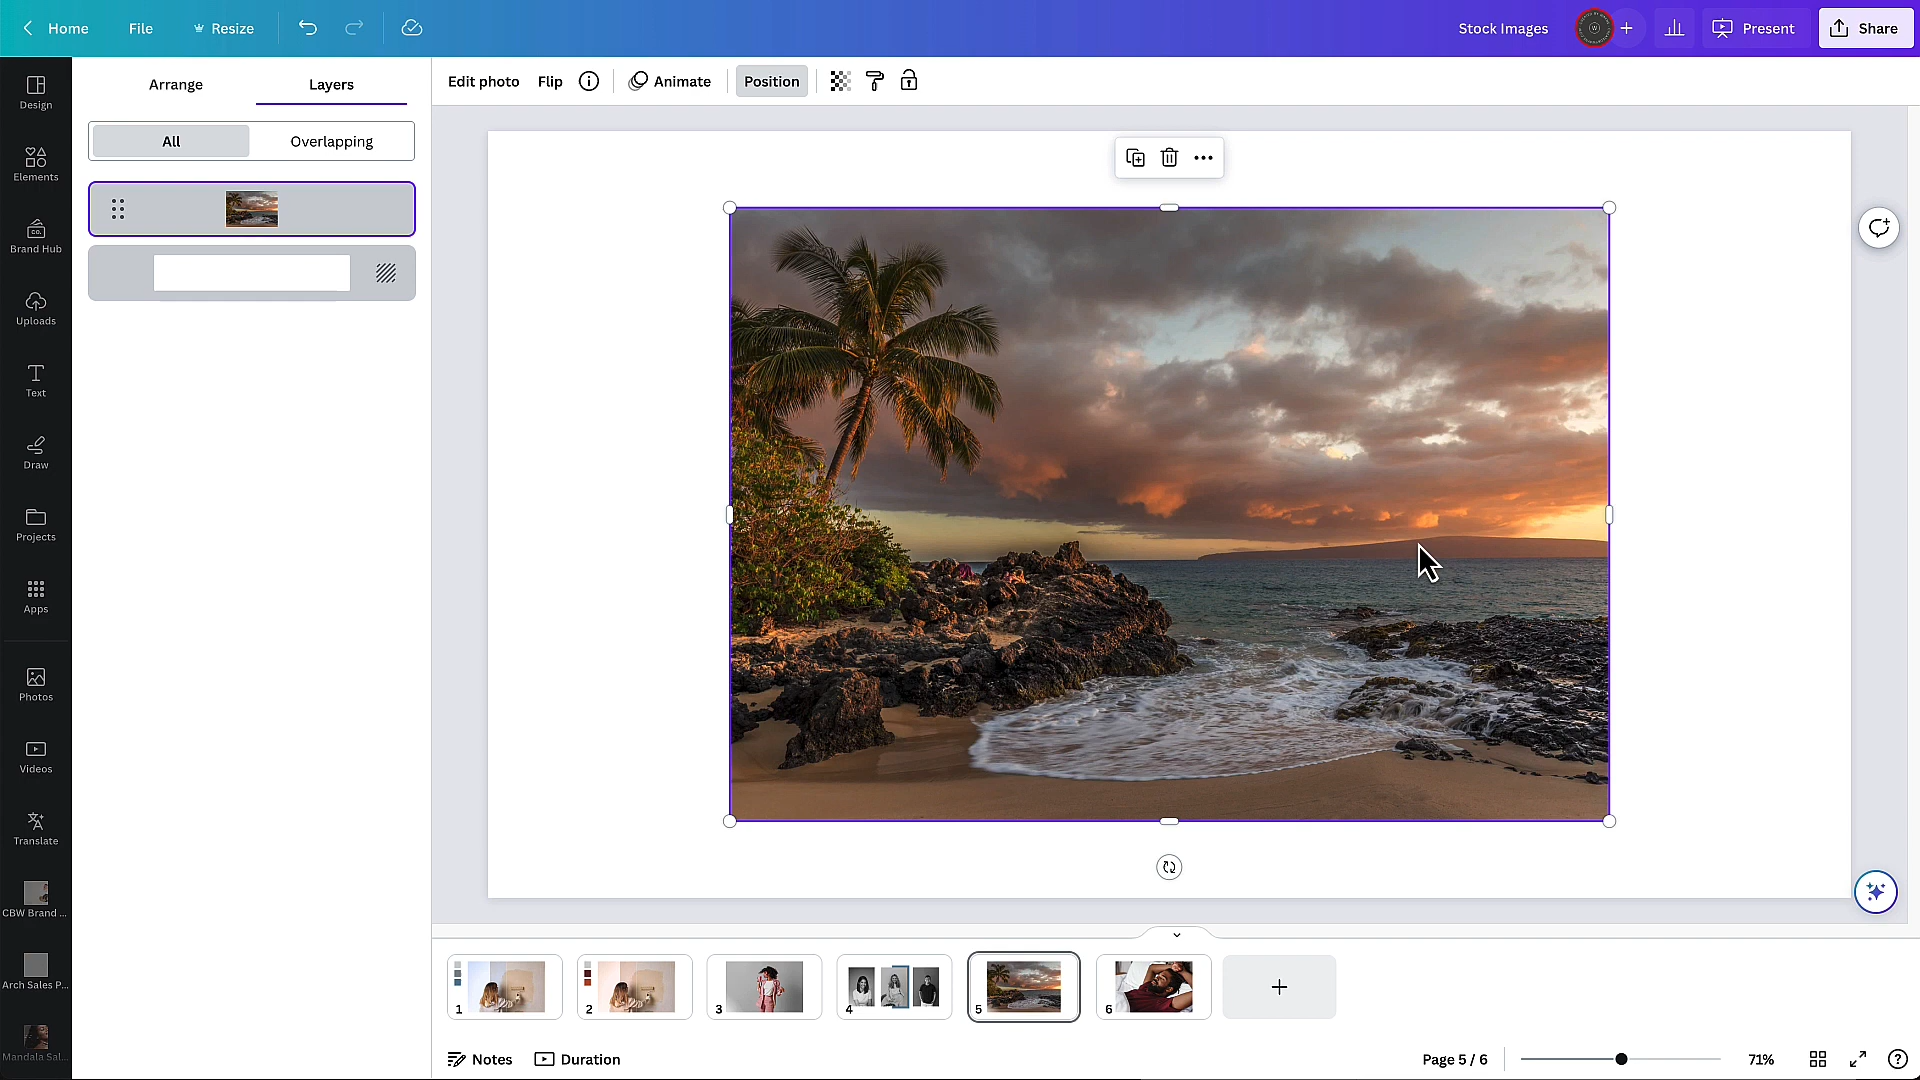 Home File Resize Stock Images Present Share
Design
Elements
Brand Hub
Uploads
Text
Draw
Projects
Apps
Photos
Videos
Translate
CBW Brand ...
Arch Sales P...
Mandala Sal...
Arrange Layers
All Overlapping
Edit photo Flip Animate Position
1 2 3 4 5 6
Notes Duration Page 5 / 6 71%